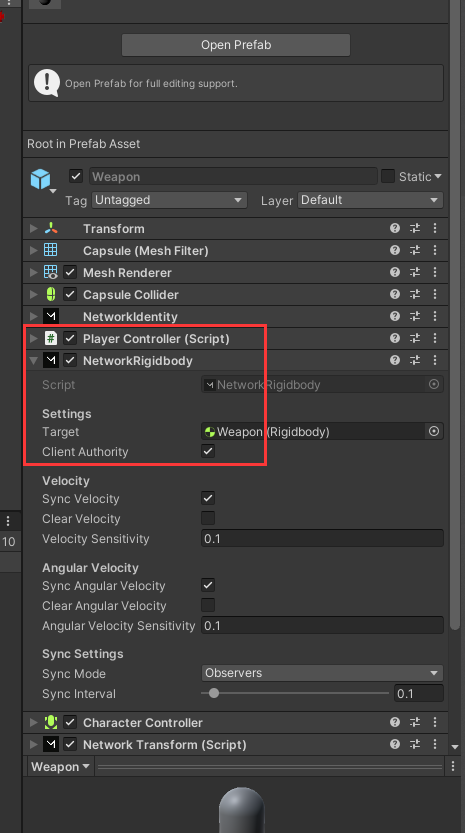 Open Prefab
Open Prefab for full editing support.
Root in Prefab Asset
Weapon Static
Tag Untagged Layer Default
Transform
Capsule (Mesh Filter)
Mesh Renderer
Capsule Collider
NetworkIdentity
# Player Controller (Script)
NetworkRigidbody
Script NetworkRigidbody
Settings
Target Weapon (Rigidbody)
Client Authority
Velocity
Sync Velocity
10
Clear Velocity
Velocity Sensitivity 0.1
Angular Velocity
Sync Angular Velocity
Clear Angular Velocity
Angular Velocity Sensitivity 0.1
Sync Settings
Sync Mode Observers
Sync Interval 0.1
Character Controller
Network Transform (Script)
Weapon